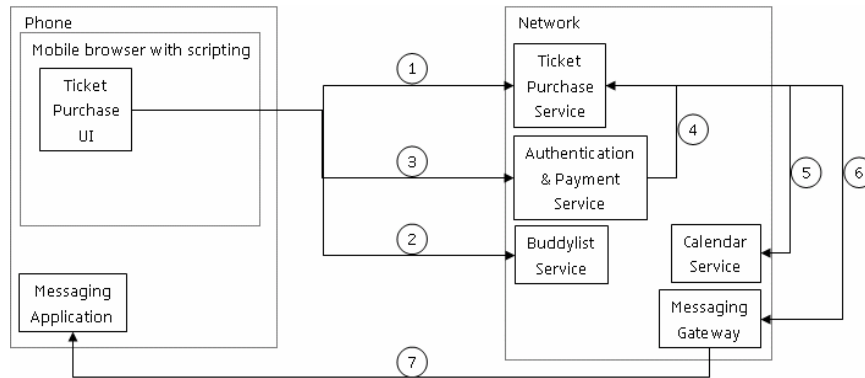 Phone
Mobile browser with scripting
Ticket
Purchase
UI
Messaging
Application
1
3
2
7
Network
Ticket
Purchase
Service
Authentication
& Payment
Service
Buddylist
Service
Calendar
Service
Messaging
Gateway
4
5
6